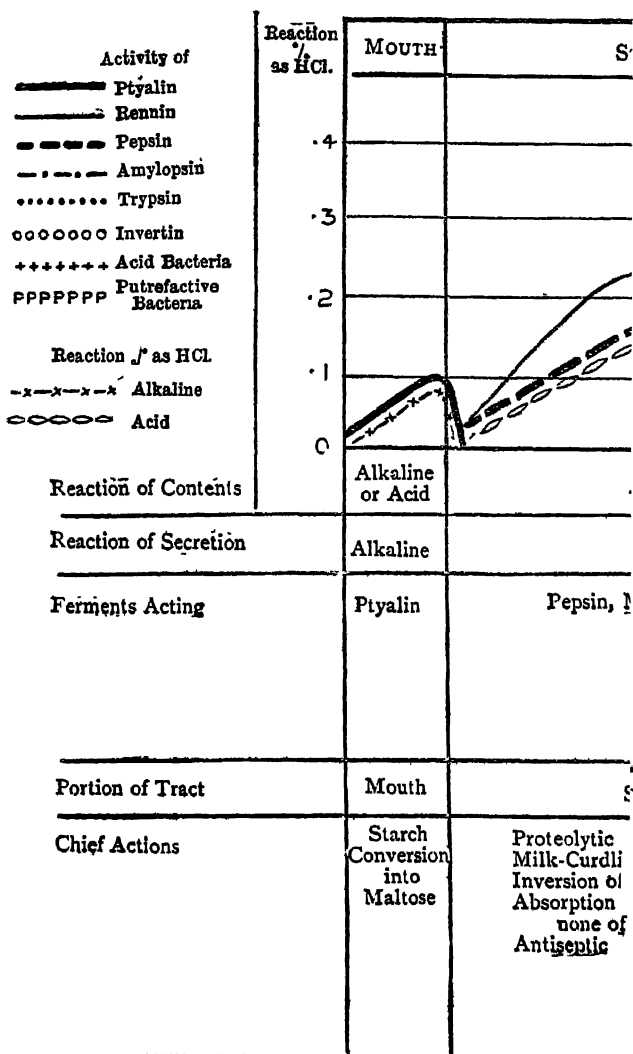 Activity of
Ptyalin
Rennin
Pepsin
Amylopsin
Trypsin
Invertin
Acid Bacteria
PPPPPPP Putrefactive
Bacteria
Reaction as HCl.
Alkaline
Acid
Reaction
%
as HCl.
MOUTH
.4
.3
.2
.1
0
Reaction of Contents
Alkaline
or Acid
Reaction of Secretion
Alkaline
Ferments Acting
Ptyalin
Pepsin,
Portion of Tract
Mouth
Chief Actions
Starch
Conversion
into
Maltose
Proteolytic
Milk-Curdli
Inversion of
Absorption
none of
Antiseptic